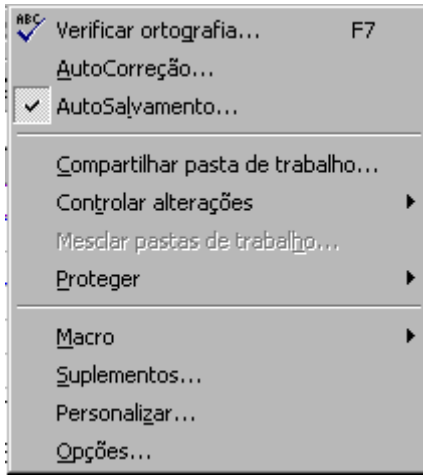 ABC Verificar ortografia... F7
AutoCorreção...
AutoSalvamento...
Compartilhar pasta de trabalho...
Controlar alterações
Mesclar pastas de trabalho...
Proteger
Macro
Suplementos...
Personalizar...
Opções...